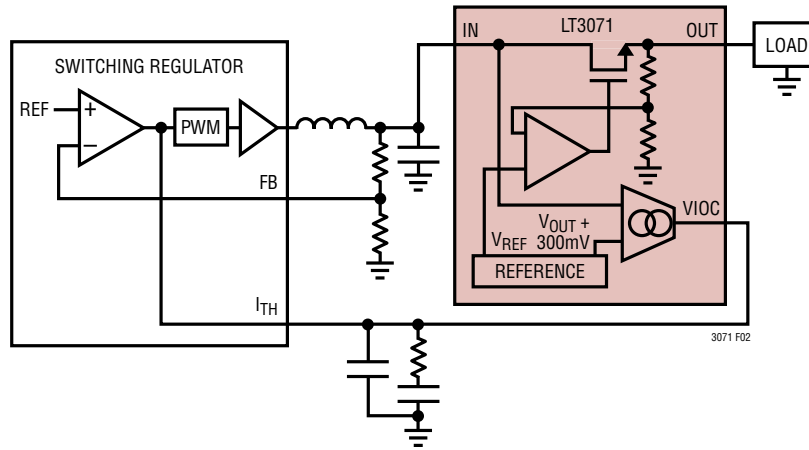 SWITCHING REGULATOR
REF
+
–
PWM
FB
I_TH
IN
LT3071
OUT
LOAD
V_REF
V_OUT +
300mV
REFERENCE
VIOC
3071 F02